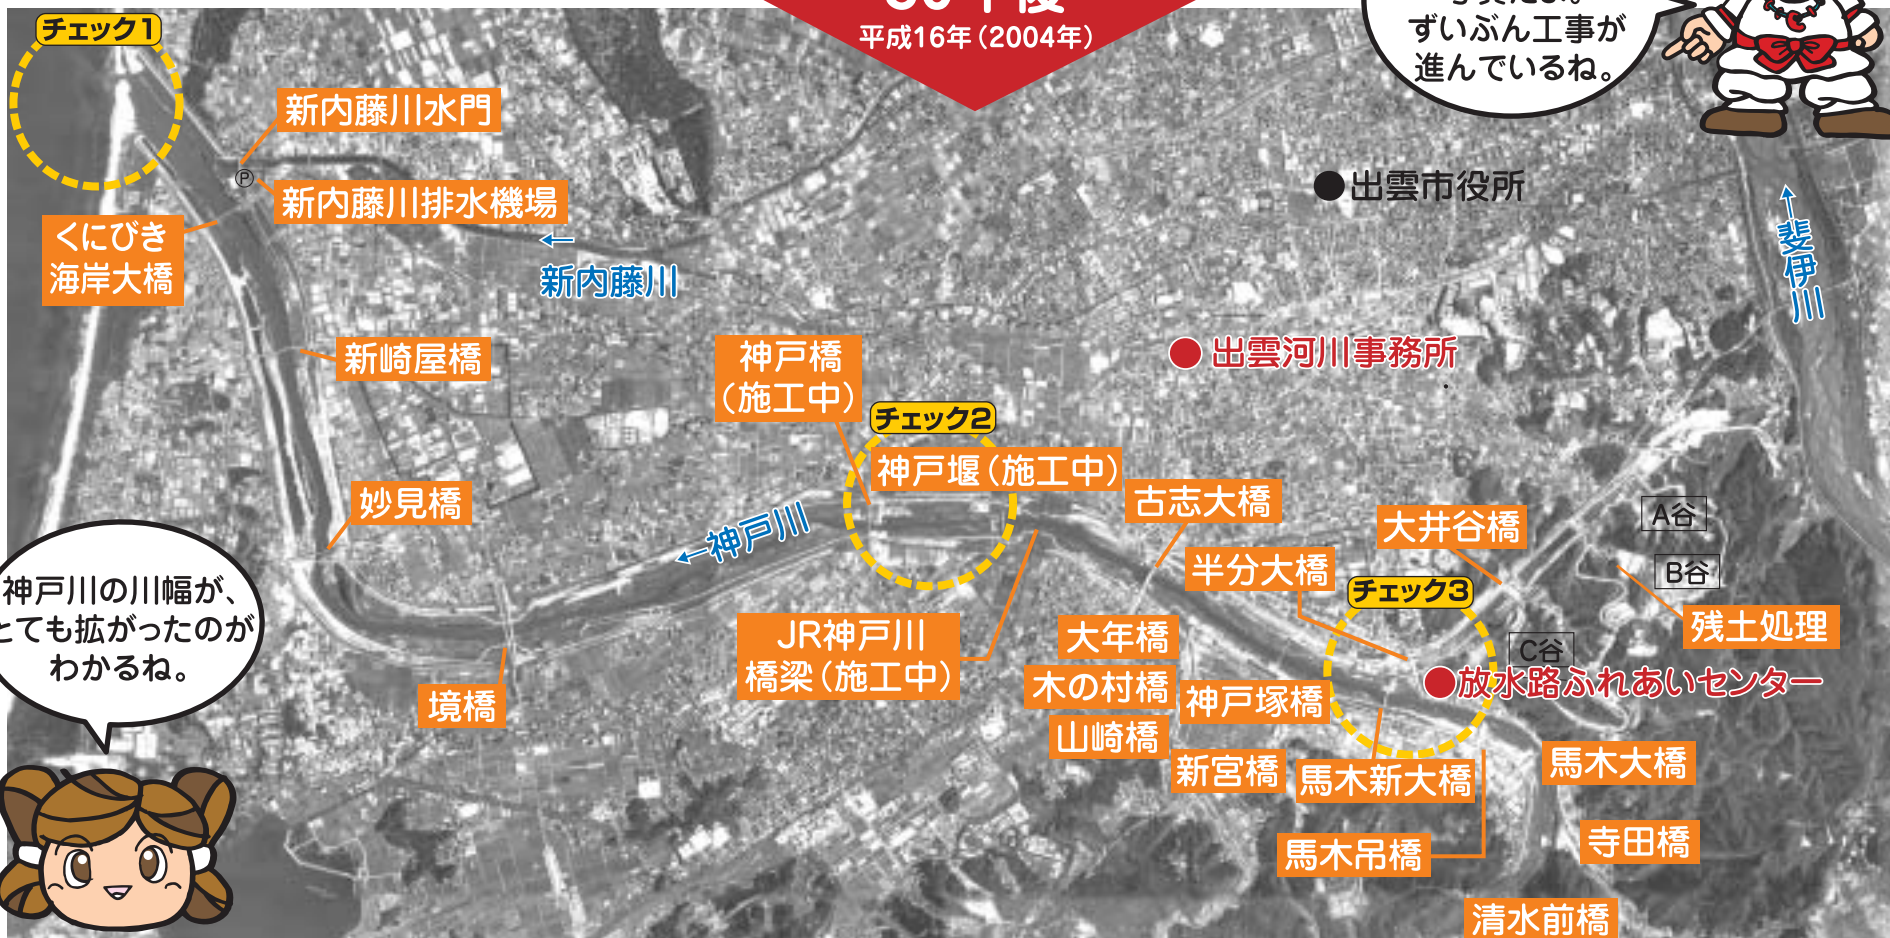 平成16年（2004年）
ずいぶん工事が
進んでいるね。
チェック1
新内藤川水門
Ⓟ
新内藤川排水機場
くにびき
海岸大橋
←
新内藤川
新崎屋橋
妙見橋
出雲市役所
←斐伊川
出雲河川事務所
神戸橋
（施工中）
チェック2
神戸堰（施工中）
←神戸川
古志大橋
半分大橋
大井谷橋
A谷
B谷
C谷
残土処理
チェック3
放水路ふれあいセンター
神戸川の川幅が、
とても拡がったのが
わかるね。
境橋
JR神戸川
橋梁（施工中）
大年橋
木の村橋
山崎橋
神戸塚橋
新宮橋
馬木新大橋
馬木大橋
馬木吊橋
寺田橋
清水前橋